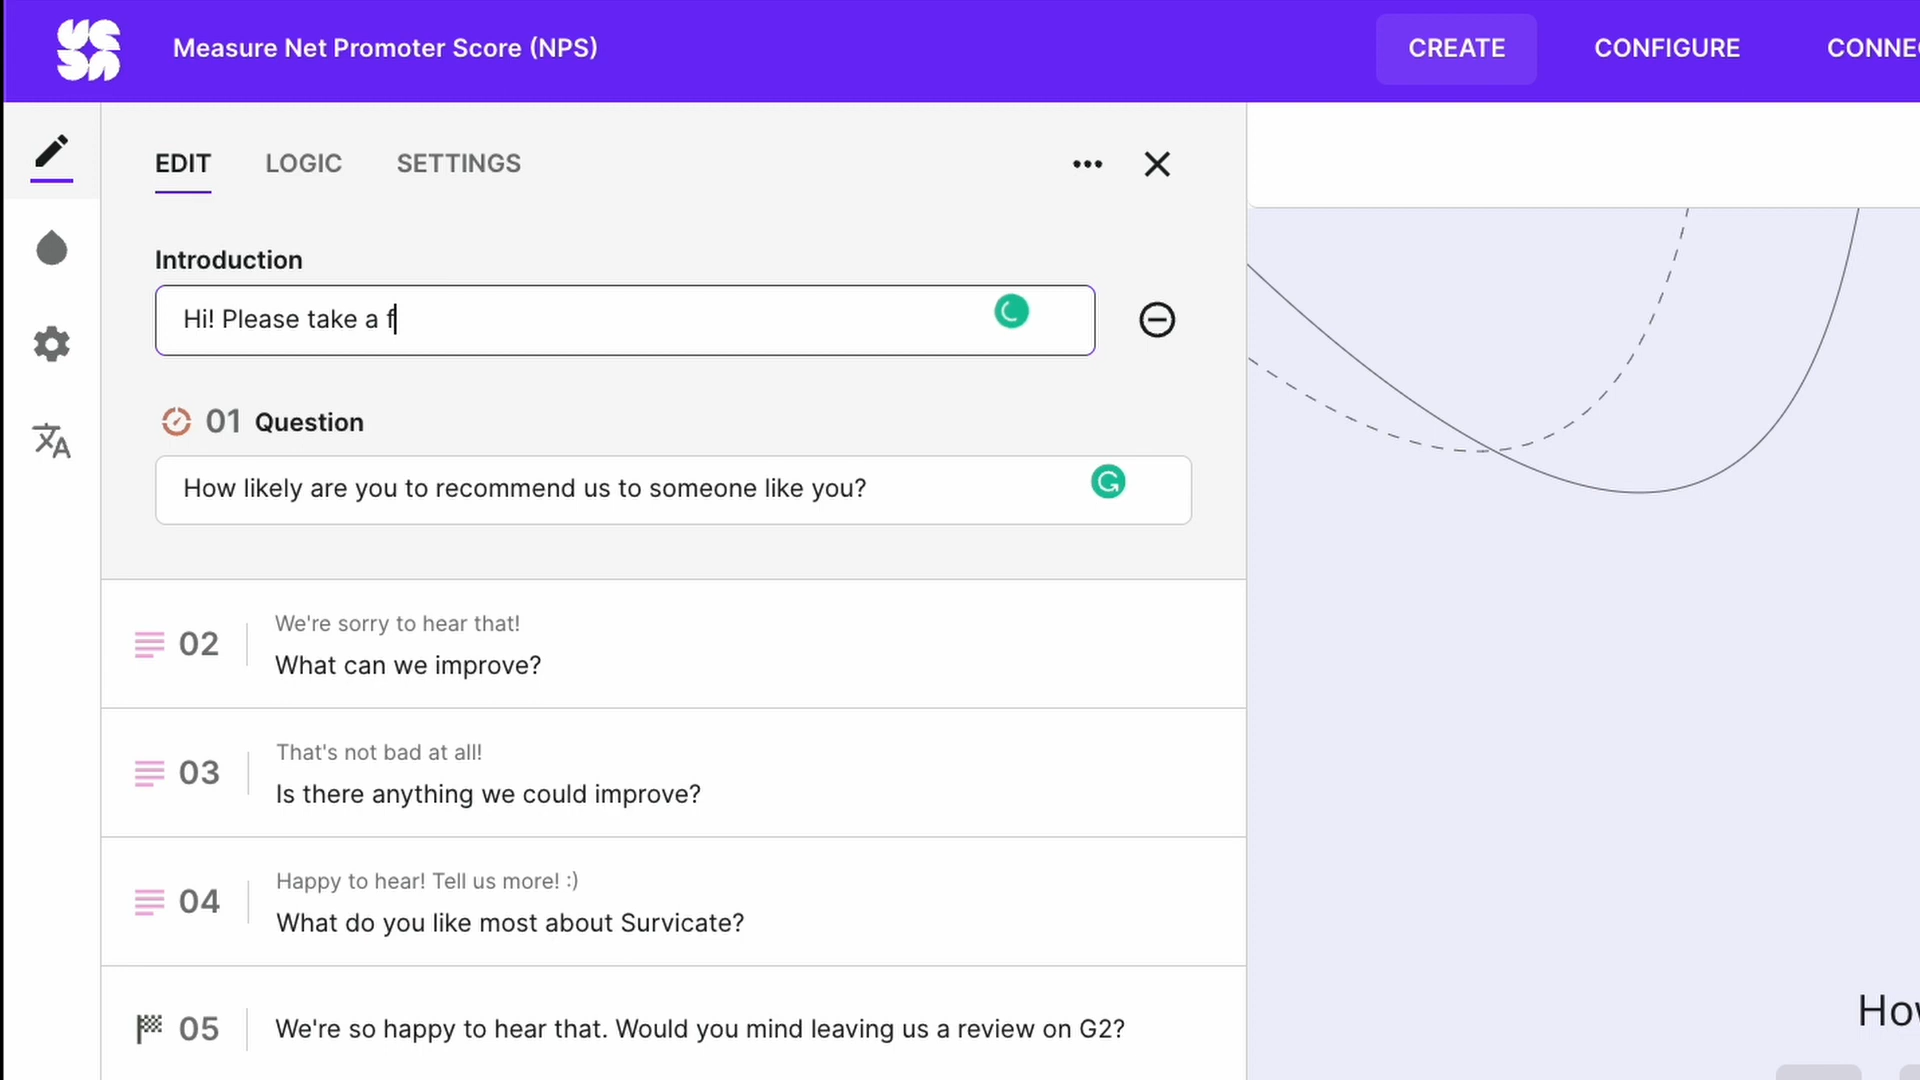 Measure Net Promoter Score (NPS)
CREATE
CONFIGURE
CONNE
EDIT
LOGIC
SETTINGS
Introduction
Hi! Please take a f
01 Question
How likely are you to recommend us to someone like you?
02
We're sorry to hear that!
What can we improve?
03
That's not bad at all!
Is there anything we could improve?
04
Happy to hear! Tell us more! :)
What do you like most about Survicate?
05
We're so happy to hear that. Would you mind leaving us a review on G2?
How